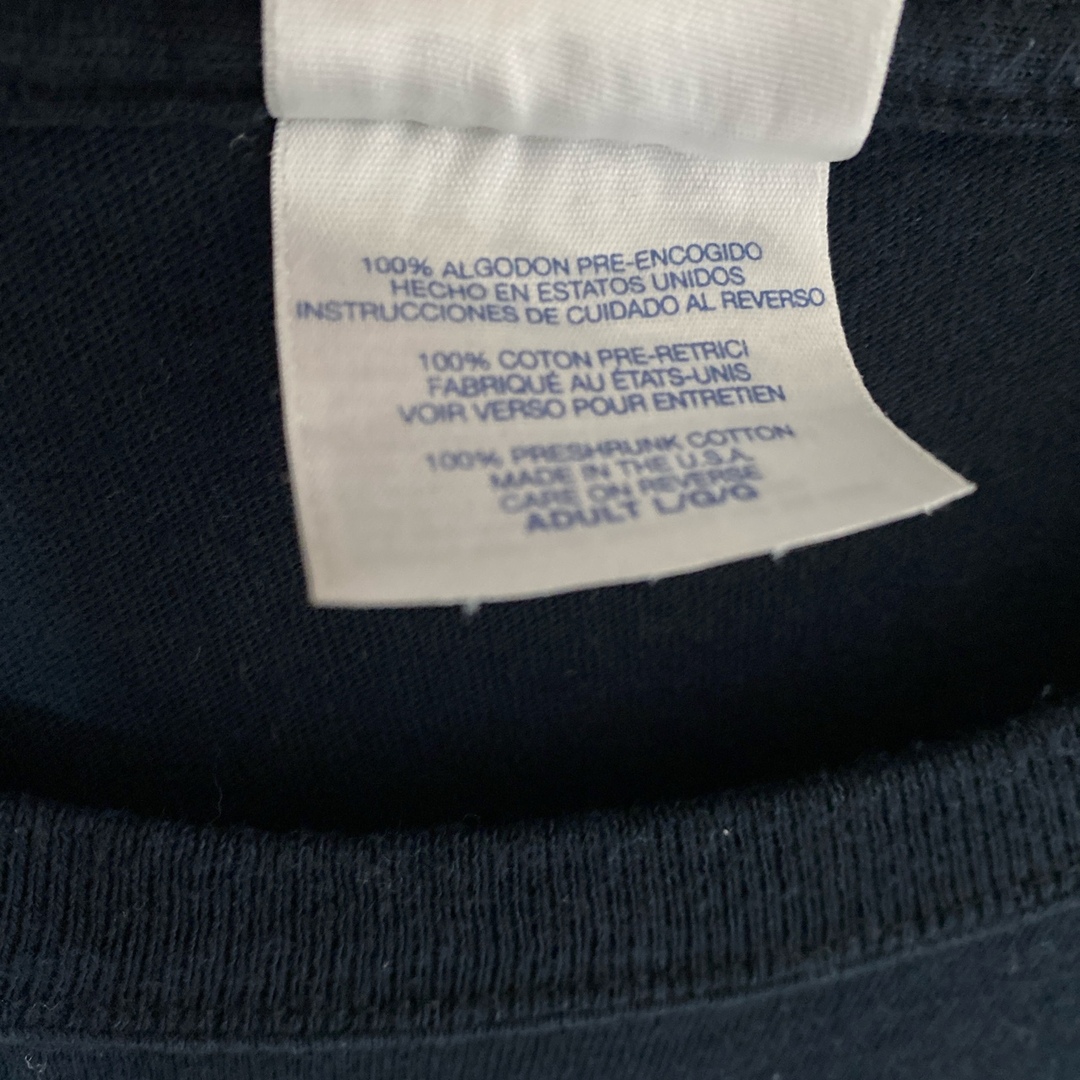 100% ALGODON PRE-ENCOGIDO
HECHO EN ESTATOS UNIDOS
INSTRUCCIONES DE CUIDADO AL REVERSO
100% COTON PRE-RETRICI
FABRIQUÉ AU ÉTATS-UNIS
VOIR VERSO POUR ENTRETIEN
100% PRESHRUNK COTTON
MADE IN THE U.S.A.
CARE ON REVERSE
ADULT L/G/G